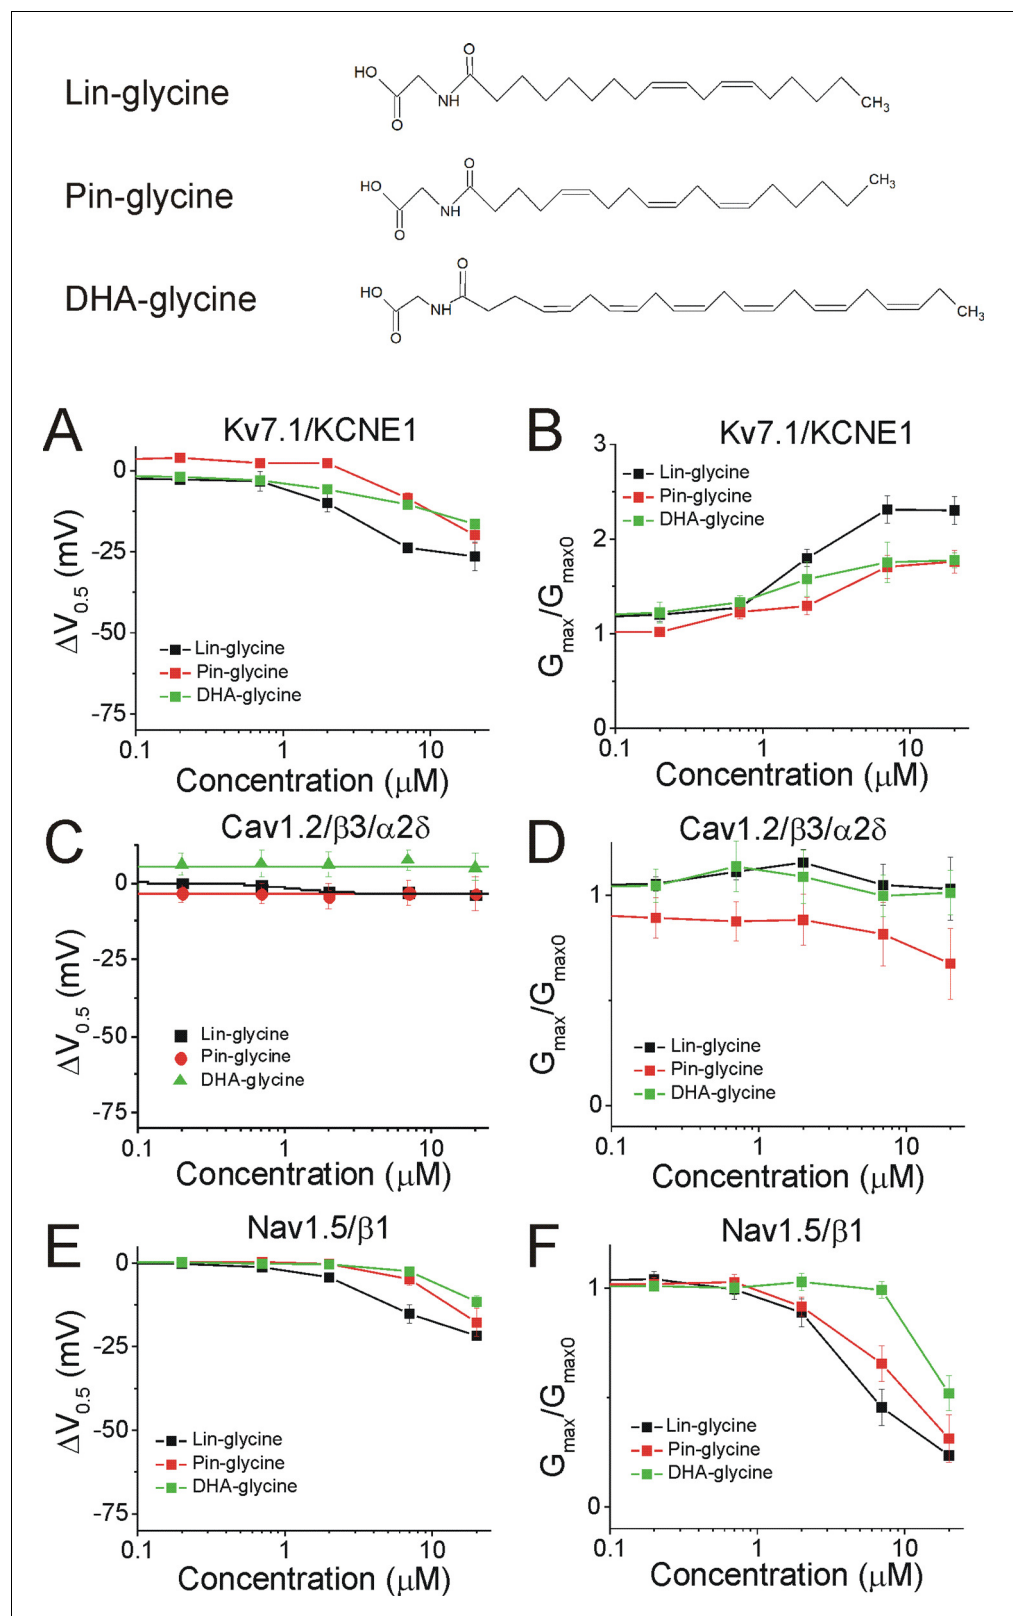 Lin-glycine
HO
O
NH
O
CH3
Pin-glycine
HO
O
NH
O
CH3
DHA-glycine
HO
O
NH
O
CH3
A
Kv7.1/KCNE1
ΔV0.5 (mV)
0
-25
-50
-75
Lin-glycine
Pin-glycine
DHA-glycine
0.1
1
10
Concentration (μM)
B
Kv7.1/KCNE1
Gmax/Gmax0
3
2
1
0
Lin-glycine
Pin-glycine
DHA-glycine
0.1
1
10
Concentration (μM)
C
Cav1.2/β3/α2δ
ΔV0.5 (mV)
0
-25
-50
-75
Lin-glycine
Pin-glycine
DHA-glycine
0.1
1
10
Concentration (μM)
D
Cav1.2/β3/α2δ
Gmax/Gmax0
1
0
Lin-glycine
Pin-glycine
DHA-glycine
0.1
1
10
Concentration (μM)
E
Nav1.5/β1
ΔV0.5 (mV)
0
-25
-50
-75
Lin-glycine
Pin-glycine
DHA-glycine
0.1
1
10
Concentration (μM)
F
Nav1.5/β1
Gmax/Gmax0
1
0
Lin-glycine
Pin-glycine
DHA-glycine
0.1
1
10
Concentration (μM)